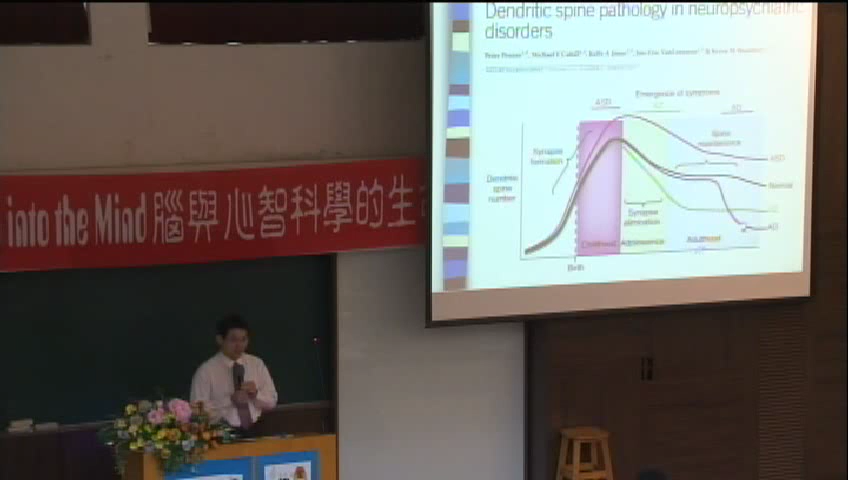 Dendritic spine pathology in neuropsychiatric
disorders
Emergence of symptoms
ASD
SZ
AD
Synapse
formation
Spine
maintenance
ASD
Dendritic
spine
number
Normal
Synapse
elimination
SZ
AD
Childhood Adolescence Adulthood
Birth
into the Mind 腦與心智科學的生